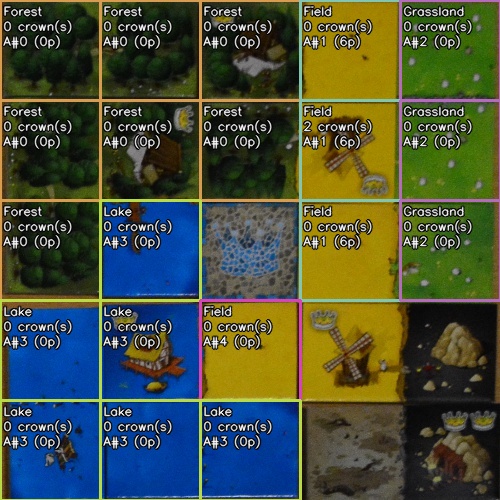 Forest
0 crown(s)
A#0 (0p)
Forest
0 crown(s)
A#0 (0p)
Forest
0 crown(s)
A#0 (0p)
Field
0 crown(s)
A#1 (6p)
Grassland
0 crown(s)
A#2 (0p)
Forest
0 crown(s)
A#0 (0p)
Forest
0 crown(s)
A#0 (0p)
Forest
0 crown(s)
A#0 (0p)
Field
2 crown(s)
A#1 (6p)
Grassland
0 crown(s)
A#2 (0p)
Forest
0 crown(s)
A#0 (0p)
Lake
0 crown(s)
A#3 (0p)
Field
0 crown(s)
A#1 (6p)
Grassland
0 crown(s)
A#2 (0p)
Lake
0 crown(s)
A#3 (0p)
Lake
0 crown(s)
A#3 (0p)
Field
0 crown(s)
A#4 (0p)
Lake
0 crown(s)
A#3 (0p)
Lake
0 crown(s)
A#3 (0p)
Lake
0 crown(s)
A#3 (0p)